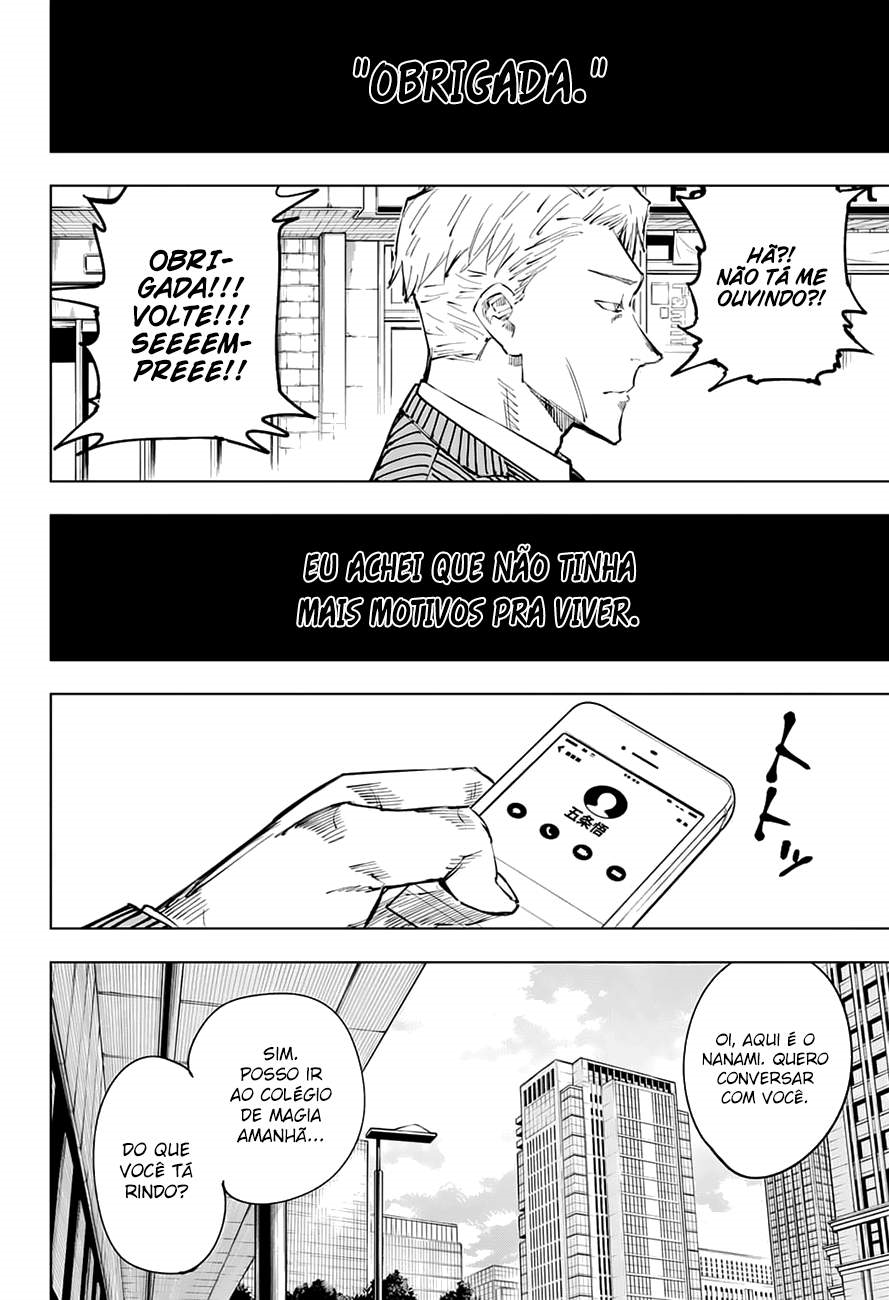 "OBRIGADA."
HÃ?!
NÃO TÁ ME
OUVINDO?!
OBRI-
GADA!!!
VOLTE!!!
SEEEEM-
PREEE!!
EU ACHEI QUE NÃO TINHA
MAIS MOTIVOS PRA VIVER.
五条悟
トトッ
OI, AQUI É O
NANAMI. QUERO
CONVERSAR
COM VOCÊ.
SIM.
POSSO IR
AO COLÉGIO
DE MAGIA
AMANHÃ...
DO QUE
VOCÊ TÁ
RINDO?